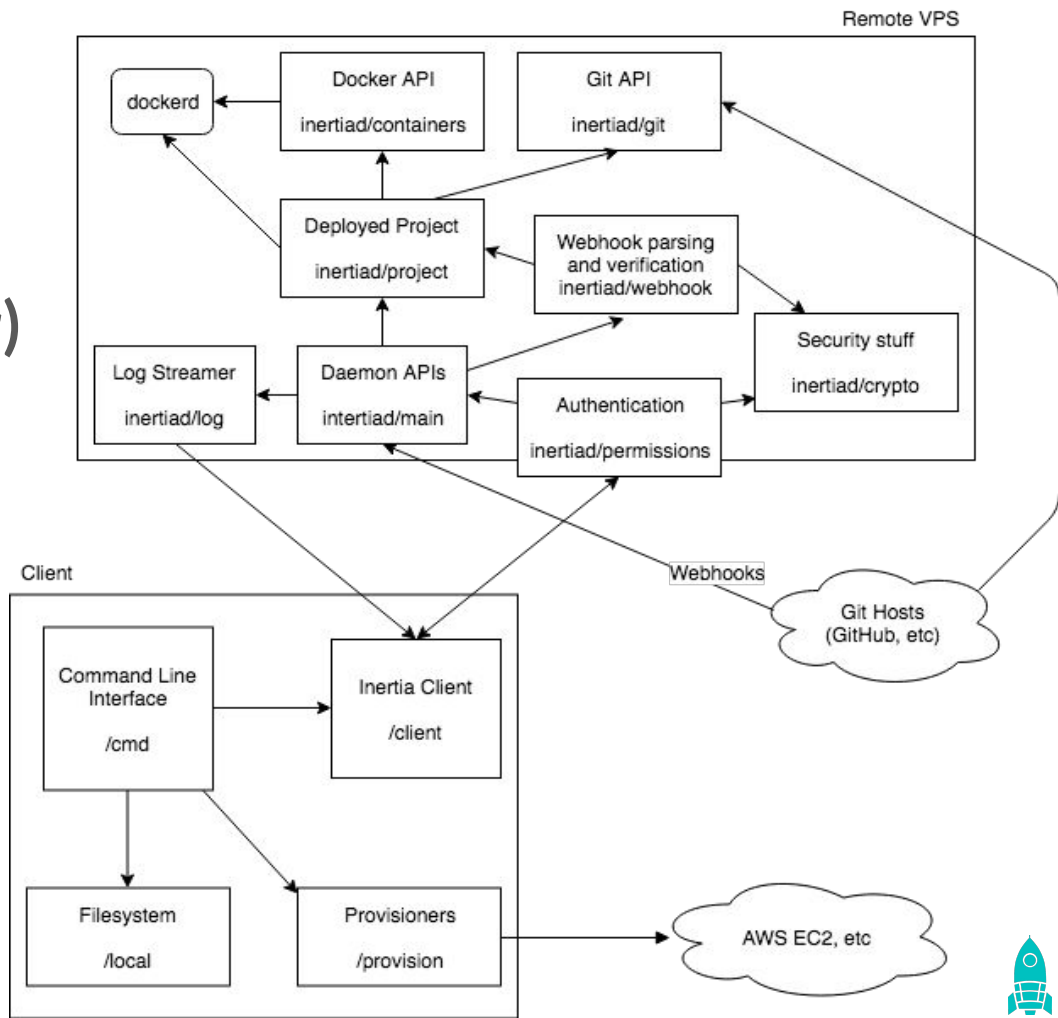 Remote VPS
dockerd
Docker API
inertiad/containers
Git API
inertiad/git
Deployed Project
inertiad/project
Webhook parsing
and verification
inertiad/webhook
Security stuff
inertiad/crypto
Log Streamer
inertiad/log
Daemon APIs
intertiad/main
Authentication
inertiad/permissions
Webhooks
Git Hosts
(GitHub, etc)
Client
Command Line
Interface
/cmd
Inertia Client
/client
Filesystem
/local
Provisioners
/provision
AWS EC2, etc